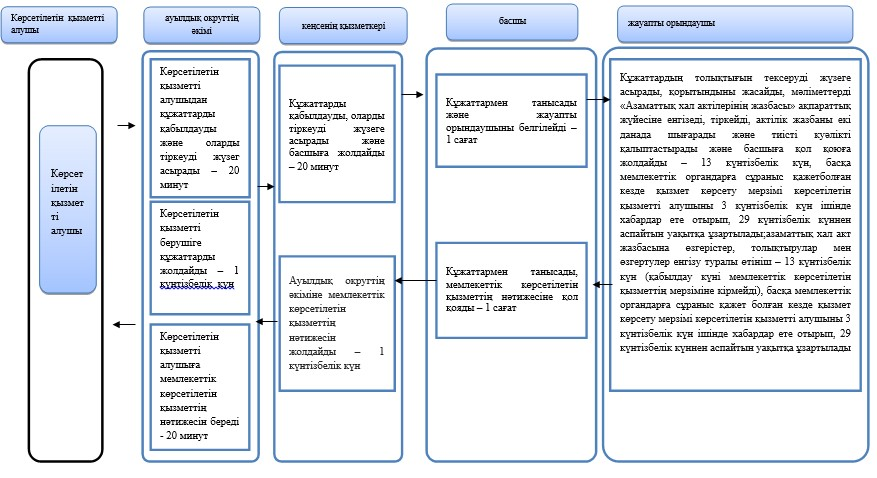 Көрсетілетін қызметті
алушы
ауылдық округтің
әкімі
кеңсенің қызметкері
басшы
жауапты орындаушы
Көрсет
ілетін
қызмет
ті
алушы
Көрсетілетін
қызметті
алушыдан
құжаттарды
қабылдауды
және оларды
тіркеуді жүзег
асырады – 20
минут
Көрсетілетін
қызметті
берушіге
құжаттарды
жолдайды – 1
күнтізбелік күн
Көрсетілетін
қызметті
алушыға
мемлекеттік
көрсетілетін
қызметтің
нәтижесін береді
- 20 минут
Құжаттарды
қабылдауды, оларды
тіркеуді жүзеге
асырады және
басшыға жолдайды
– 20 минут
Ауылдық округтің
әкіміне мемлекеттік
көрсетілетін
қызметтің
нәтижесін
жолдайды – 1
күнтізбелік күн
Құжаттармен танысады
және жауапты
орындаушыны белгілейді –
1 сағат
Құжаттармен танысады,
мемлекеттік көрсетілетін
қызметтің нәтижесіне қол
қояды – 1 сағат
Құжаттардың толықтығын тексеруді жүзеге
асырады, қорытындыны жасайды, мәліметтерді
«Азаматтық хал актілерінің жазбасы» ақпараттық
жүйесіне енгізеді, тіркейді, актілік жазбаны екі
данада шығарады және тиісті куәлікті
қалыптастырады және басшыға қол қоюға
жолдайды – 13 күнтізбелік күн, басқа
мемлекеттік органдарға сұраныс қажетболған
кезде қызмет көрсету мерзімі көрсетілетін
қызметті алушыны 3 күнтізбелік күн ішінде
хабардар ете отырып, 29 күнтізбелік күннен
аспайтын уақытқа ұзартылады;азаматтық хал акт
жазбасына өзгерістер, толықтырулар мен
өзгертулер енгізу туралы өтініш – 13 күнтізбелік
күн (қабылдау күні мемлекеттік көрсетілетін
қызметтің мерзіміне кірмейді), басқа мемлекеттік
органдарға сұраныс қажет болған кезде қызмет
көрсету мерзімі көрсетілетін қызметті алушыны 3
күнтізбелік күн ішінде хабардар ете отырып, 29
күнтізбелік күннен аспайтын уақытқа ұзартылады